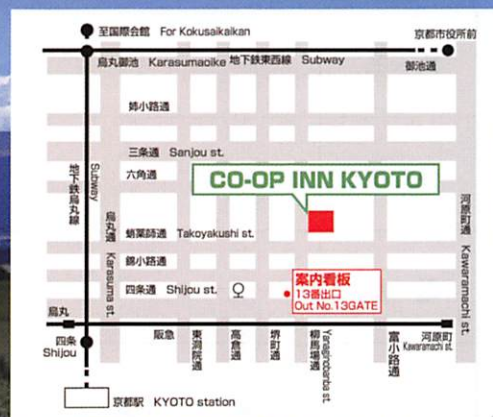 至国際会館 For Kokusaikaikan
京都市役所前
烏丸御池 Karasumaoike 地下鉄東西線 Subway
御池通
姉小路通
三条通 Sanjou st.
六角通
CO-OP INN KYOTO
地下鉄烏丸線
Subway
烏丸通
Karasuma st.
蛸薬師通 Takoyakushi st.
錦小路通
四条通 Shijou st.
案内看板
13番出口
Out No.13GATE
河原町通
Kawaramachi st.
烏丸
四条
Shijou
阪急
東洞院通
高倉通
堺町通
柳馬場通
Yanaginobanba st.
富小路通
河原町
Kawaramachi st.
京都駅 KYOTO station